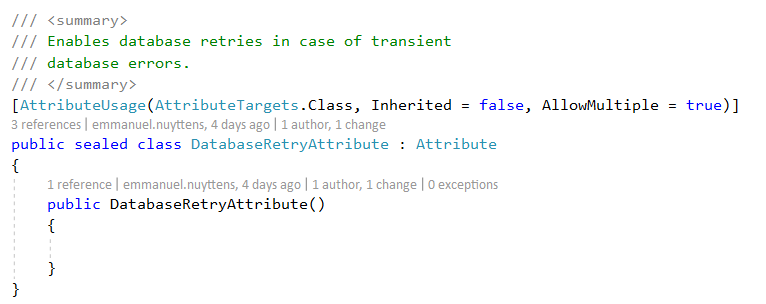 /// <summary>
/// Enables database retries in case of transient
/// database errors.
/// </summary>
[AttributeUsage(AttributeTargets.Class, Inherited = false, AllowMultiple = true)]
3 references | emmanuel.nuyttens, 4 days ago | 1 author, 1 change
public sealed class DatabaseRetryAttribute : Attribute
{
1 reference | emmanuel.nuyttens, 4 days ago | 1 author, 1 change | 0 exceptions
public DatabaseRetryAttribute()
{
}
}